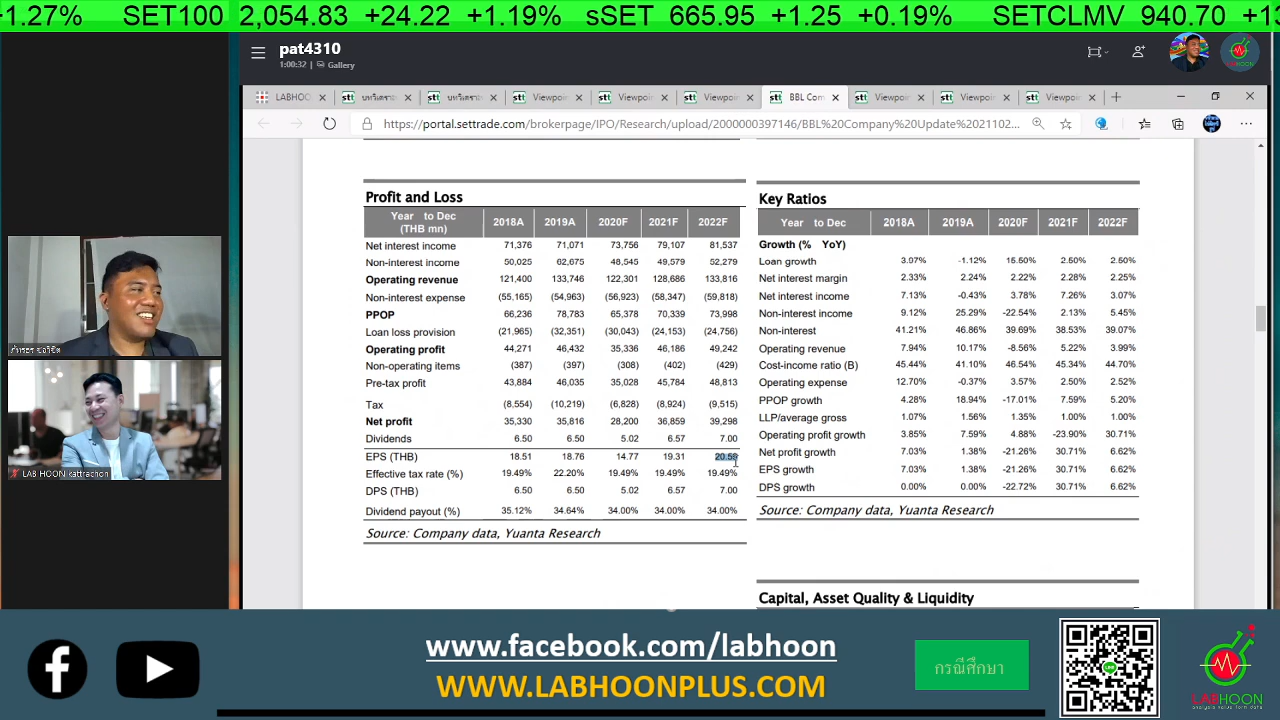 -1.27% SET100 2,054.83 +24.22 +1.19% sSET 665.95 +1.25 +0.19% SETCLMV 940.70
pat4310
1:00:32 | Gallery
LABHOO
Viewpoin
Viewpoin
Viewpoin
BBL Com
Viewpoin
Viewpoin
Viewpoin
https://portal.settrade.com/brokerpage/IPO/Research/upload/2000000397146/BBL%20Company%20Update%202021102...
Profit and Loss
Year to Dec (THB mn) 2018A 2019A 2020F 2021F 2022F
Net interest income 71,376 71,071 73,756 79,107 81,537
Non-interest income 50,025 62,675 48,545 49,579 52,279
Operating revenue 121,400 133,746 122,301 128,686 133,816
Non-interest expense (55,165) (54,963) (56,923) (58,347) (59,818)
PPOP 66,236 78,783 65,378 70,339 73,998
Loan loss provision (21,965) (32,351) (30,043) (24,153) (24,756)
Operating profit 44,271 46,432 35,336 46,186 49,242
Non-operating items (387) (397) (308) (402) (429)
Pre-tax profit 43,884 46,035 35,028 45,784 48,813
Tax (8,554) (10,219) (6,828) (8,924) (9,515)
Net profit 35,330 35,816 28,200 36,859 39,298
Dividends 6.50 6.50 5.02 6.57 7.00
EPS (THB) 18.51 18.76 14.77 19.31 20.59
Effective tax rate (%) 19.49% 22.20% 19.49% 19.49% 19.49%
DPS (THB) 6.50 6.50 5.02 6.57 7.00
Dividend payout (%) 35.12% 34.64% 34.00% 34.00% 34.00%
Source: Company data, Yuanta Research
Key Ratios
Year to Dec 2018A 2019A 2020F 2021F 2022F
Growth (% YoY)
Loan growth 3.97% -1.12% 16.60% 2.60% 2.50%
Net interest margin 2.33% 2.24% 2.22% 2.28% 2.25%
Net interest income 7.13% -0.43% 3.78% 7.26% 3.07%
Non-interest income 9.12% 25.29% -22.54% 2.13% 5.45%
Non-interest 41.21% 46.86% 39.69% 38.53% 39.07%
Operating revenue 7.94% 10.17% -8.56% 5.22% 3.99%
Cost-income ratio (B) 45.44% 41.10% 46.54% 45.34% 44.70%
Operating expense 12.70% -0.37% 3.57% 2.50% 2.52%
PPOP growth 4.28% 18.94% -17.01% 7.59% 5.20%
LLP/average gross 1.07% 1.56% 1.35% 1.00% 1.00%
Operating profit growth 3.85% 7.59% 4.88% -23.90% 30.71%
Net profit growth 7.03% 1.38% -21.26% 30.71% 6.62%
EPS growth 7.03% 1.38% -21.26% 30.71% 6.62%
DPS growth 0.00% 0.00% -22.72% 30.71% 6.62%
Source: Company data, Yuanta Research
Capital, Asset Quality & Liquidity
LAB HOON kattrachon
www.facebook.com/labhoon
WWW.LABHOONPLUS.COM
กรณีศึกษา
LINE
LABHOON